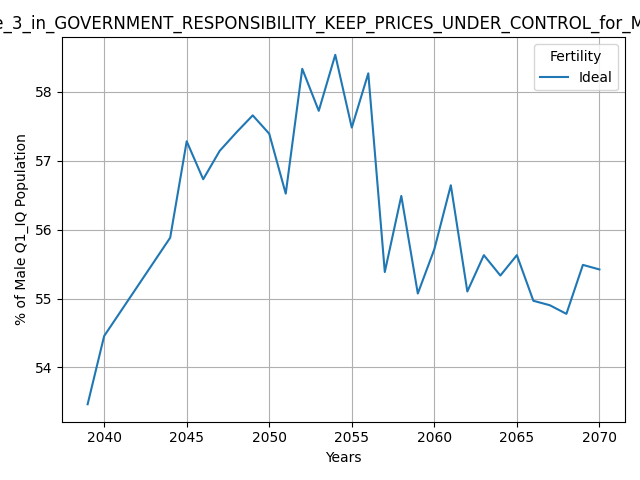 e_3_in_GOVERNMENT_RESPONSIBILITY_KEEP_PRICES_UNDER_CONTROL_for_M
Fertility
Ideal
% of Male Q1_IQ Population
58
57
56
55
54
2040 2045 2050 2055 2060 2065 2070
Years